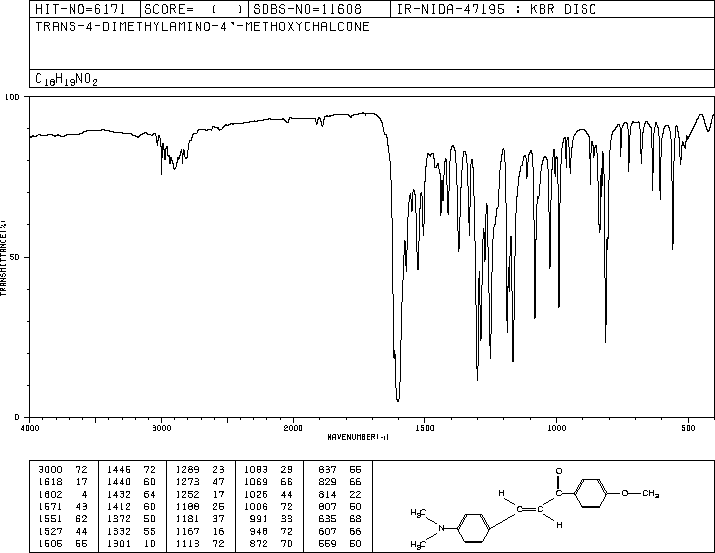 HIT-NO=6171 SCORE= ( ) SDBS-NO=11608 IR-NIDA-47195 : KBR DISC
TRANS-4-DIMETHYLAMINO-4'-METHOXYCHALCONE
C18H19NO2
100
50
0
TRANSMITTANCE(%)
4000 3000 2000 1500 1000 500
WAVENUMBER(-1)
3000 72 1446 72 1289 23 1083 29 837 55
1618 17 1440 60 1273 47 1069 66 829 66
1602 4 1432 64 1252 17 1026 44 814 22
1571 43 1412 60 1188 25 1006 72 807 50
1551 62 1372 50 1181 37 991 33 635 68
1527 44 1332 55 1167 16 948 72 607 66
1505 55 1301 10 1113 72 872 70 559 50
O
H
O—CH3
H3C
H
N
H3C